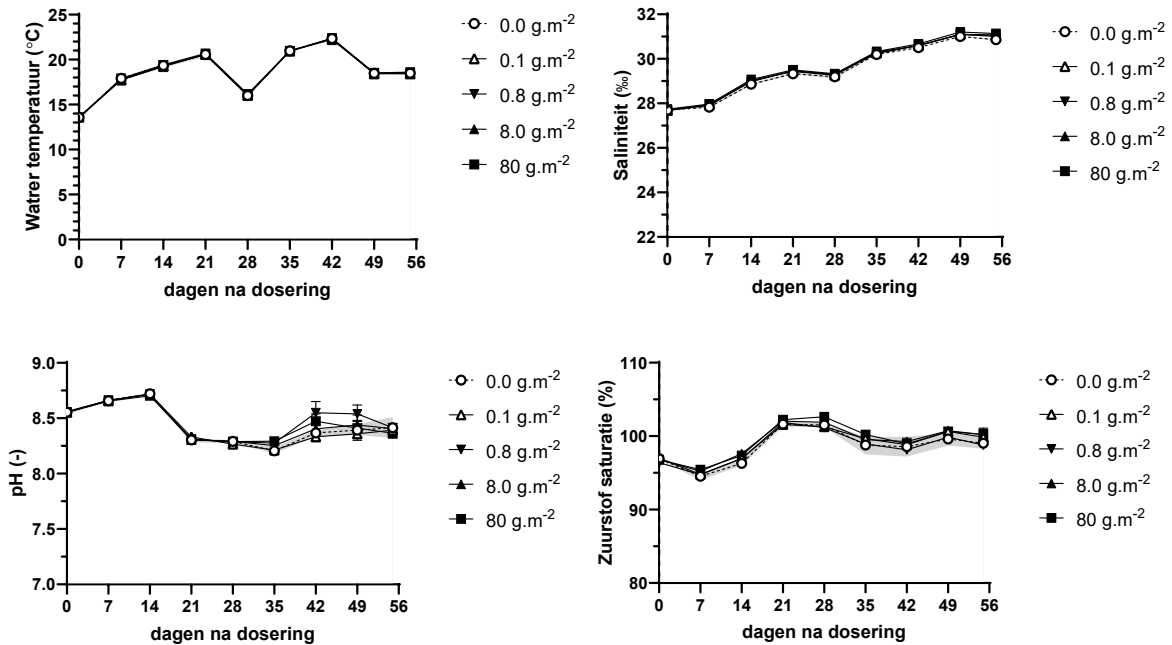 Watrer temperatuur (°C)
25
20
15
10
5
0
0 7 14 21 28 35 42 49 56
dagen na dosering
0.0 g.m-2
0.1 g.m-2
0.8 g.m-2
8.0 g.m-2
80 g.m-2
Saliniteit (‰)
32
30
28
26
24
22
0 7 14 21 28 35 42 49 56
dagen na dosering
0.0 g.m-2
0.1 g.m-2
0.8 g.m-2
8.0 g.m-2
80 g.m-2
pH (-)
9.0
8.5
8.0
7.5
7.0
0 7 14 21 28 35 42 49 56
dagen na dosering
0.0 g.m-2
0.1 g.m-2
0.8 g.m-2
8.0 g.m-2
80 g.m-2
Zuurstof saturatie (%)
110
100
90
80
0 7 14 21 28 35 42 49 56
dagen na dosering
0.0 g.m-2
0.1 g.m-2
0.8 g.m-2
8.0 g.m-2
80 g.m-2